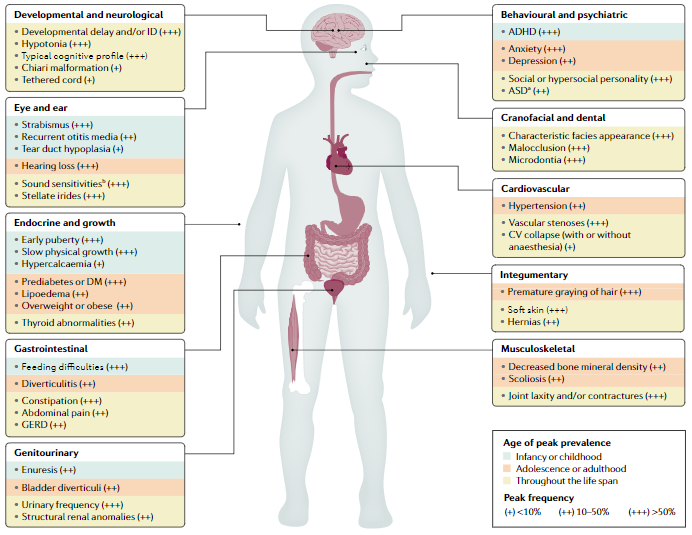 Developmental and neurological
• Developmental delay and/or ID (+++)
• Hypotonia (+++)
• Typical cognitive profile (+++)
• Chiari malformation (+)
• Tethered cord (+)
Eye and ear
• Strabismus (+++)
• Recurrent otitis media (++)
• Tear duct hypoplasia (+)
• Hearing loss (+++)
• Sound sensitivitiesᵇ (+++)
• Stellate irides (+++)
Endocrine and growth
• Early puberty (+++)
• Slow physical growth (+++)
• Hypercalcaemia (+)
• Prediabetes or DM (+++)
• Lipoedema (++)
• Overweight or obese (++)
• Thyroid abnormalities (++)
Gastrointestinal
• Feeding difficulties (+++)
• Diverticulitis (++)
• Constipation (+++)
• Abdominal pain (++)
• GERD (++)
Genitourinary
• Enuresis (++)
• Bladder diverticuli (++)
• Urinary frequency (+++)
• Structural renal anomalies (++)
Behavioural and psychiatric
• ADHD (+++)
• Anxiety (+++)
• Depression (++)
• Social or hypersocial personality (+++)
• ASDᵃ (++)
Cranofacial and dental
• Characteristic facies appearance (+++)
• Malocclusion (+++)
• Microdontia (+++)
Cardiovascular
• Hypertension (++)
• Vascular stenoses (+++)
• CV collapse (with or without
anaesthesia) (+)
Integumentary
• Premature graying of hair (+++)
• Soft skin (+++)
• Hernias (++)
Musculoskeletal
• Decreased bone mineral density (++)
• Scoliosis (++)
• Joint laxity and/or contractures (+++)
Age of peak prevalence
Infancy or childhood
Adolescence or adulthood
Throughout the life span
Peak frequency
(+) <10% (++) 10–50% (+++) >50%